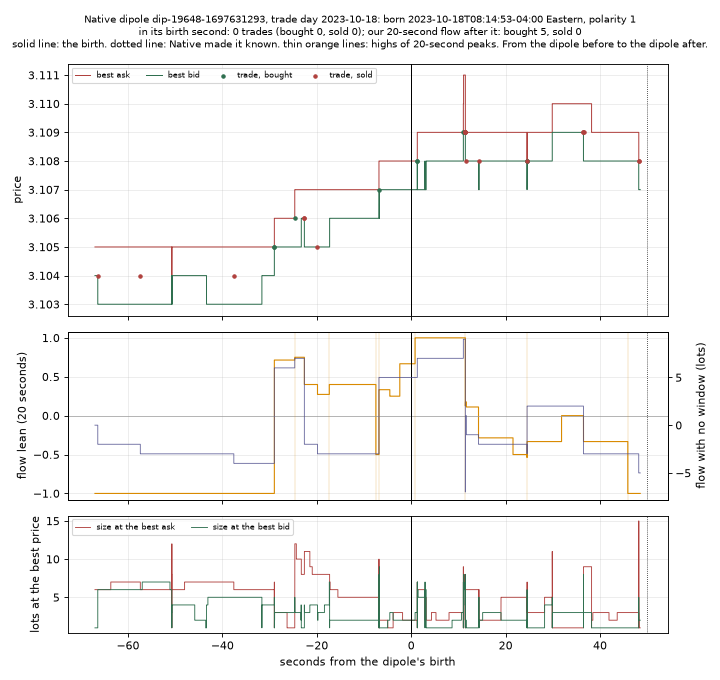 Native dipole dip-19648-1697631293, trade day 2023-10-18: born 2023-10-18T08:14:53-04:00 Eastern, polarity 1
in its birth second: 0 trades (bought 0, sold 0); our 20-second flow after it: bought 5, sold 0
solid line: the birth. dotted line: Native made it known. thin orange lines: highs of 20-second peaks. From the dipole before to the dipole after.
best ask
best bid
trade, bought
trade, sold
3.111
3.110
3.109
3.108
3.107
3.106
3.105
3.104
3.103
price
1.0
0.5
0.0
−0.5
−1.0
flow lean (20 seconds)
5
0
−5
flow with no window (lots)
size at the best ask
size at the best bid
15
10
5
lots at the best price
−60
−40
−20
0
20
40
seconds from the dipole's birth